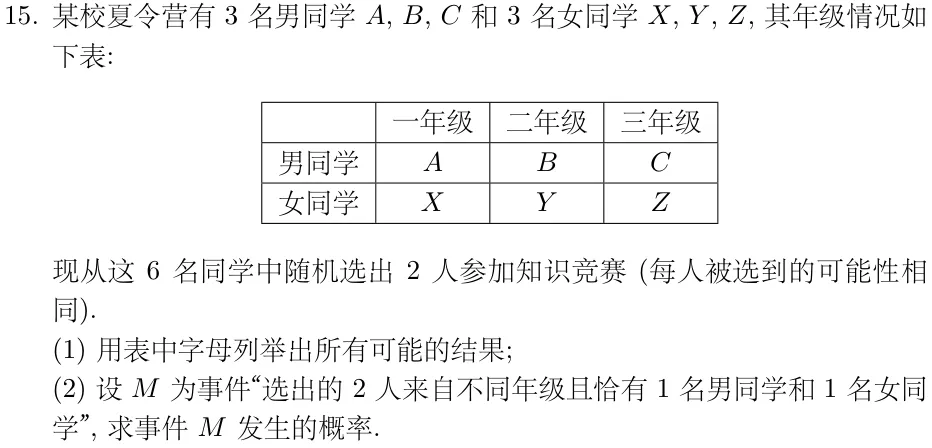 15. 某校夏令营有 3 名男同学 A, B, C 和 3 名女同学 X, Y, Z, 其年级情况如
下表:
一年级 二年级 三年级
男同学 A B C
女同学 X Y Z
现从这 6 名同学中随机选出 2 人参加知识竞赛 (每人被选到的可能性相
同).
(1) 用表中字母列举出所有可能的结果;
(2) 设 M 为事件“选出的 2 人来自不同年级且恰有 1 名男同学和 1 名女同
学”, 求事件 M 发生的概率.